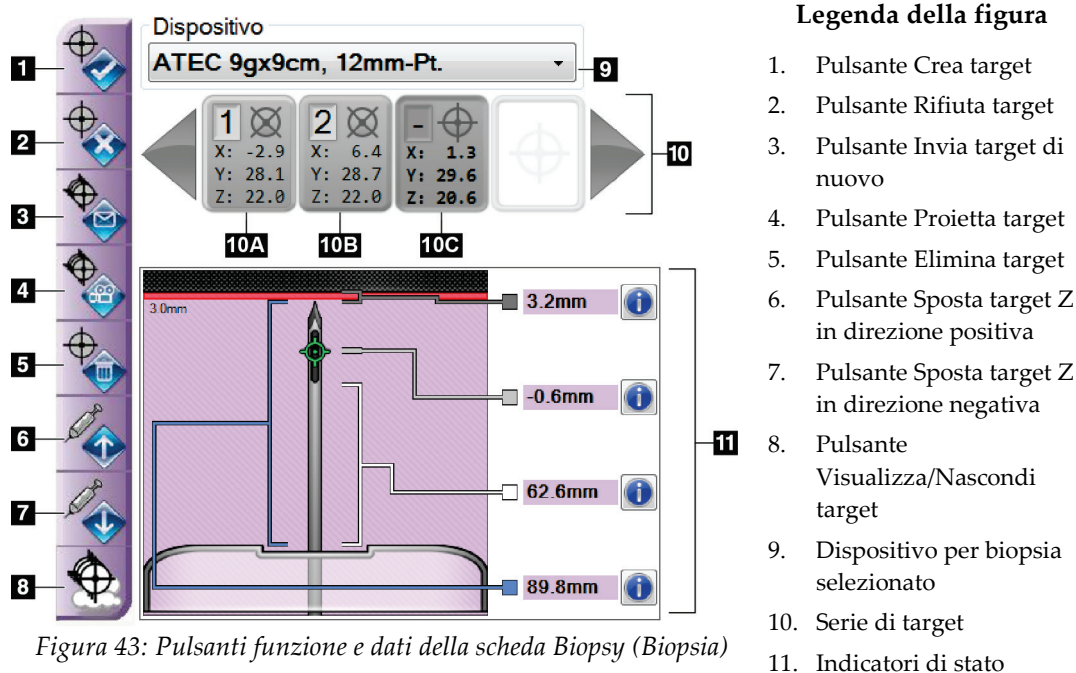 Dispositivo
ATEC 9gx9cm, 12mm-Pt.
9
1
2
3
4
5
6
7
8
1
X: -2.9
Y: 28.1
Z: 22.0
2
X: 6.4
Y: 28.7
Z: 22.0
-
X: 1.3
Y: 29.6
Z: 20.6
10
10A
10B
10C
3.0mm
3.2mm
-0.6mm
62.6mm
89.8mm
11
Figura 43: Pulsanti funzione e dati della scheda Biopsy (Biopsia)
Legenda della figura
1. Pulsante Crea target
2. Pulsante Rifiuta target
3. Pulsante Invia target di
nuovo
4. Pulsante Proietta target
5. Pulsante Elimina target
6. Pulsante Sposta target Z
in direzione positiva
7. Pulsante Sposta target Z
in direzione negativa
8. Pulsante
Visualizza/Nascondi
target
9. Dispositivo per biopsia
selezionato
10. Serie di target
11. Indicatori di stato